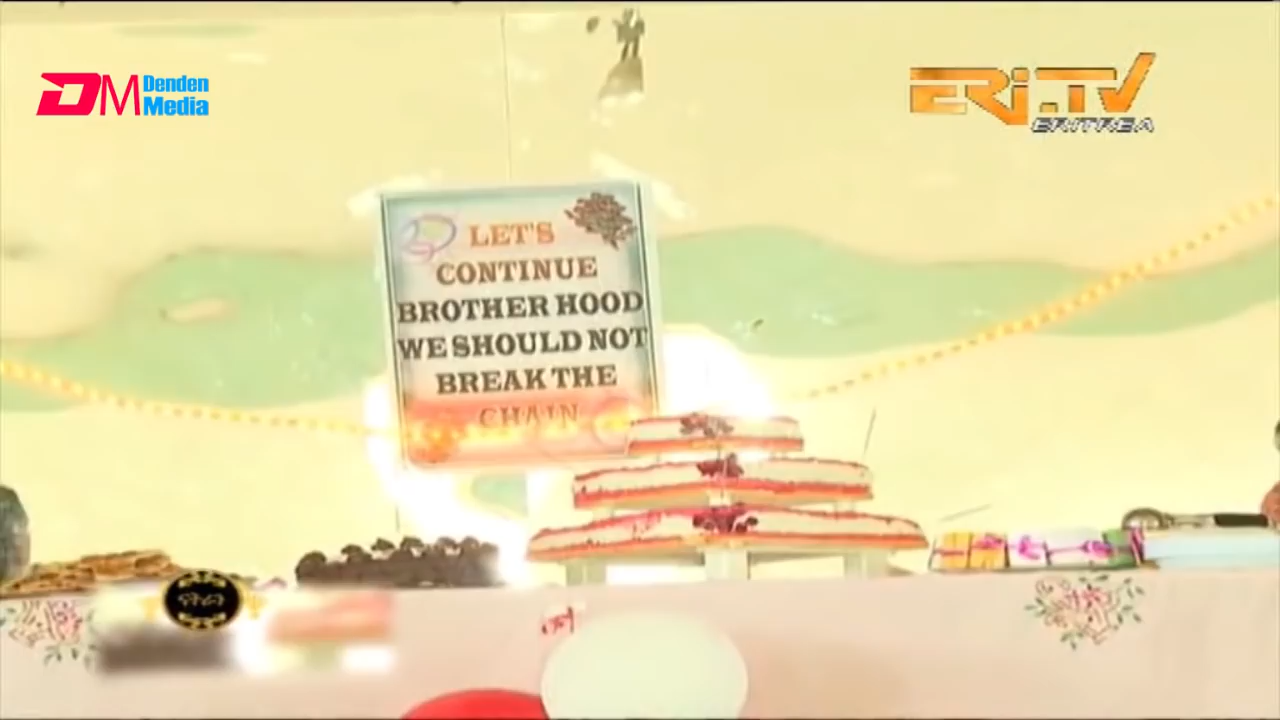 DM Denden
Media
ERi.TV
ERITREA
LET'S
CONTINUE
BROTHER HOOD
WE SHOULD NOT
BREAK THE
CHAIN